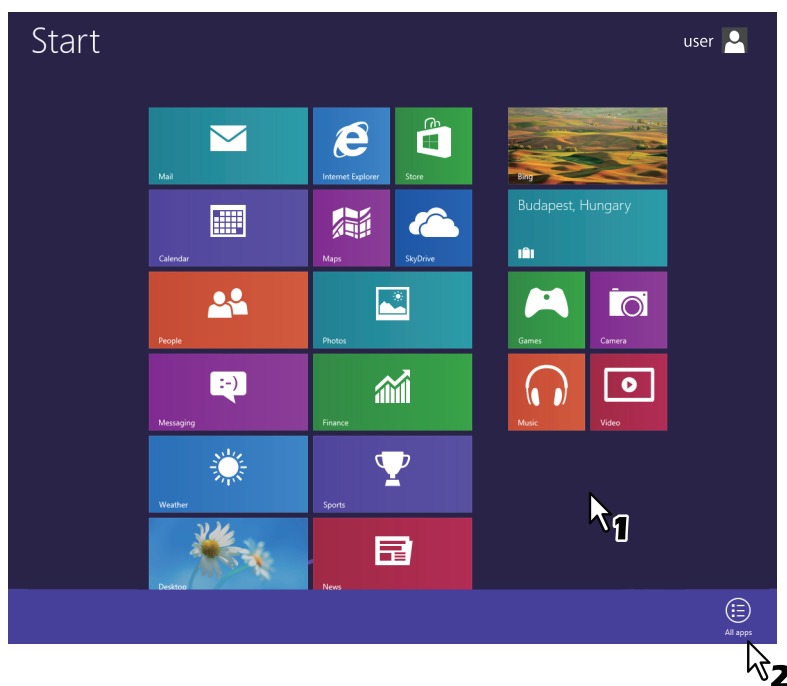 Start
user
Mail
Internet Explorer
Store
Bing
Calendar
Maps
SkyDrive
Budapest, Hungary
People
Photos
Games
Camera
Messaging
:-)
Finance
Music
Video
Weather
Sports
1
Desktop
News
All apps
2